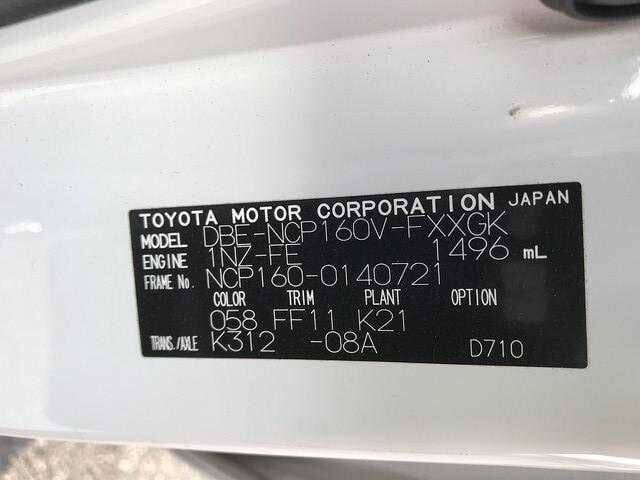 TOYOTA MOTOR CORPORATION JAPAN
MODEL DBE-NCP160V-FXXGK
ENGINE 1NZ-FE 1496 mL
FRAME No. NCP160-0140721
COLOR TRIM PLANT OPTION
058 FF11 K21
TRANS./AXLE K312 -08A D710